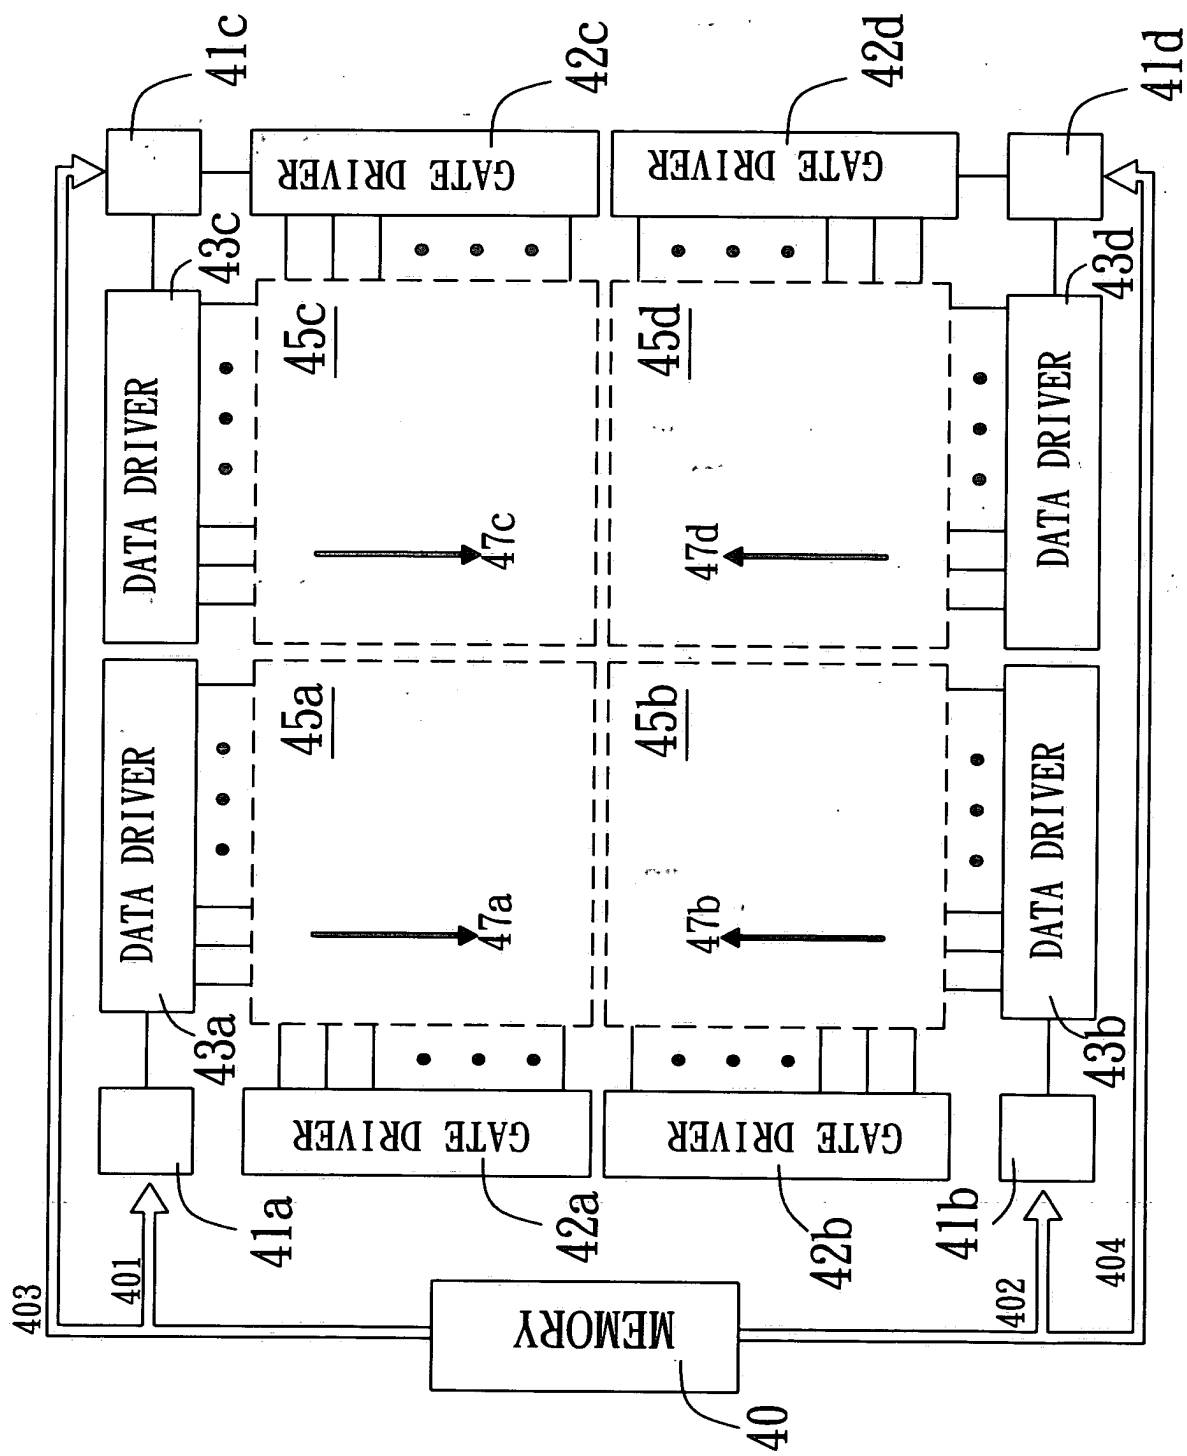 41c
42c
42d
41d
GATE DRIVER
GATE DRIVER
43c
43d
DATA DRIVER
45c
45d
DATA DRIVER
47c
47d
DATA DRIVER
45a
45b
DATA DRIVER
47a
47b
43a
43b
GATE DRIVER
GATE DRIVER
41a
42a
42b
41b
403
401
402
404
MEMORY
40